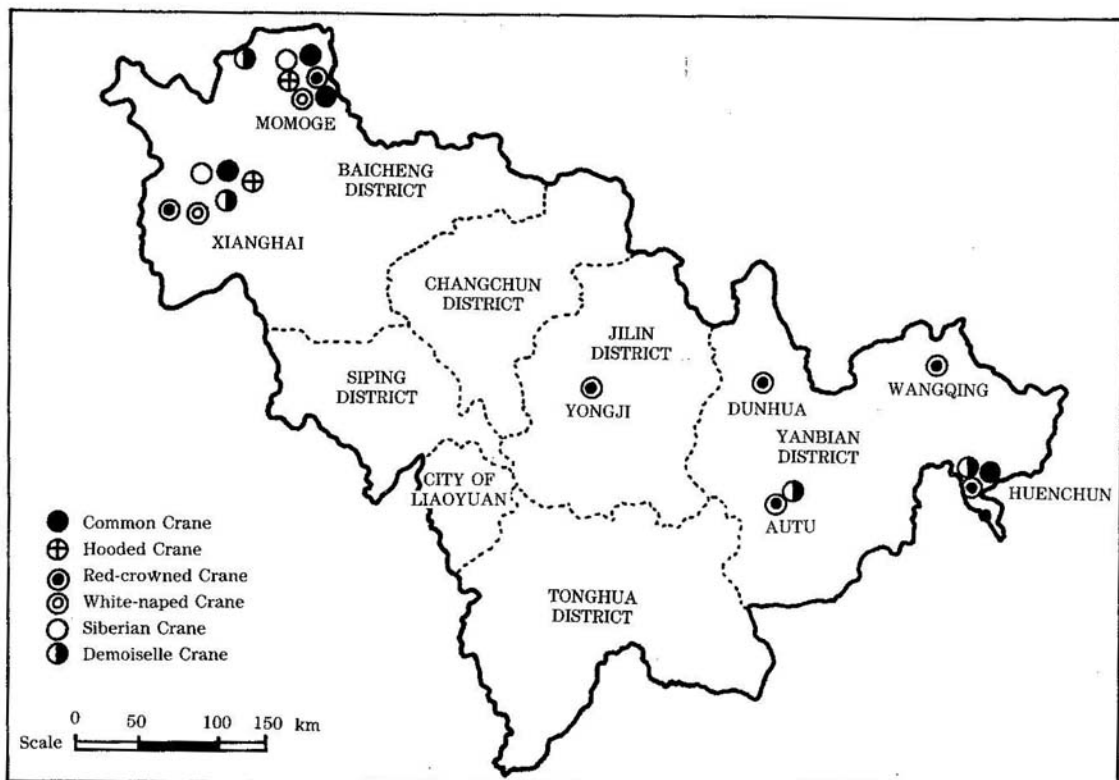 MOMOGE
BAICHENG
DISTRICT
XIANGHAI
CHANGCHUN
DISTRICT
JILIN
DISTRICT
SIPING
DISTRICT
YONGJI
DUNHUA
WANGQING
YANBIAN
DISTRICT
CITY OF
LIAOYUAN
HUENCHUN
AUTU
TONGHUA
DISTRICT
Common Crane
Hooded Crane
Red-crowned Crane
White-naped Crane
Siberian Crane
Demoiselle Crane
0 50 100 150 km
Scale